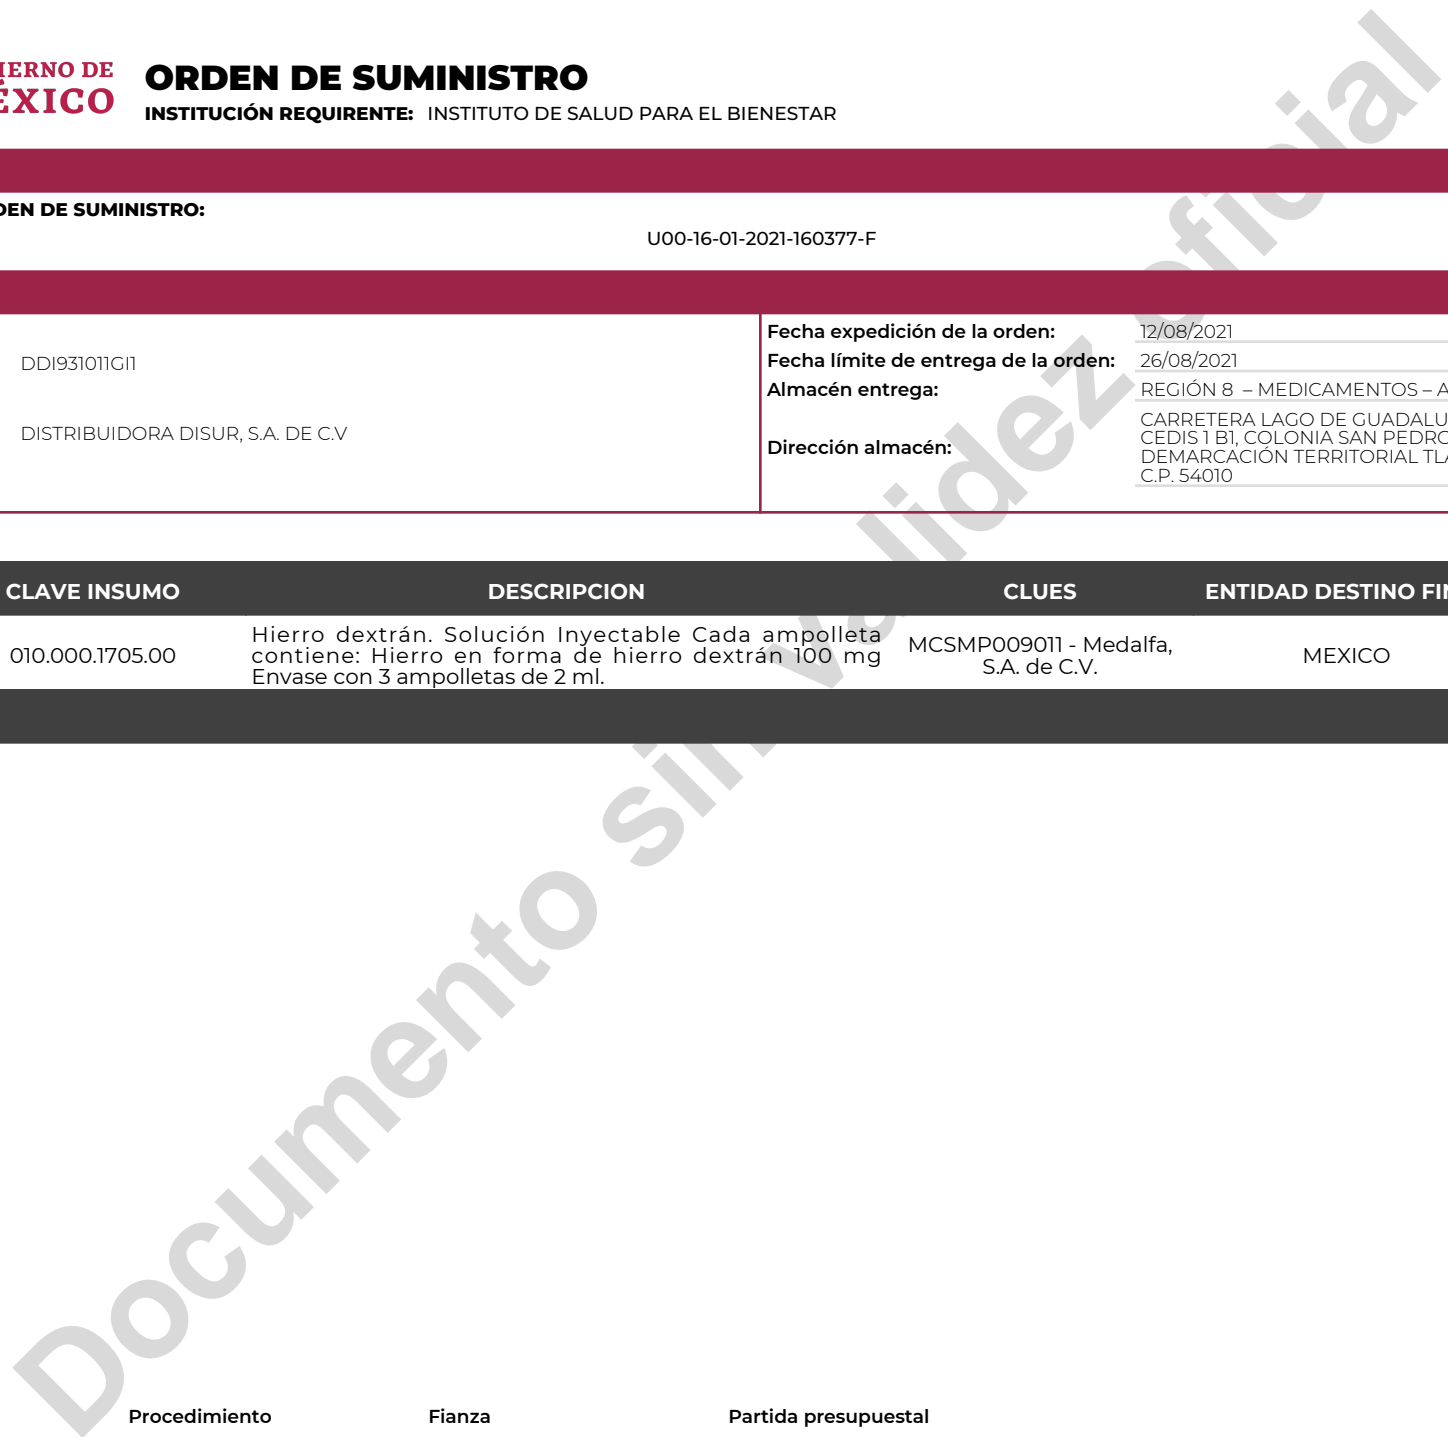 IERNO DE
ÉXICO
ORDEN DE SUMINISTRO
INSTITUCIÓN REQUIRENTE: INSTITUTO DE SALUD PARA EL BIENESTAR
DEN DE SUMINISTRO:
U00-16-01-2021-160377-F
DDI931011GI1
DISTRIBUIDORA DISUR, S.A. DE C.V
Fecha expedición de la orden: 12/08/2021
Fecha límite de entrega de la orden: 26/08/2021
Almacén entrega: REGIÓN 8 – MEDICAMENTOS – A
Dirección almacén:
CARRETERA LAGO DE GUADALU
CEDIS 1 B1, COLONIA SAN PEDRO
DEMARCACIÓN TERRITORIAL TLA
C.P. 54010
CLAVE INSUMO DESCRIPCION CLUES ENTIDAD DESTINO FIN
010.000.1705.00
Hierro dextrán. Solución Inyectable Cada ampolleta
contiene: Hierro en forma de hierro dextrán 100 mg
Envase con 3 ampolletas de 2 ml.
MCSMP009011 - Medalfa,
S.A. de C.V.
MEXICO
Documento sin validez oficial
Procedimiento Fianza Partida presupuestal